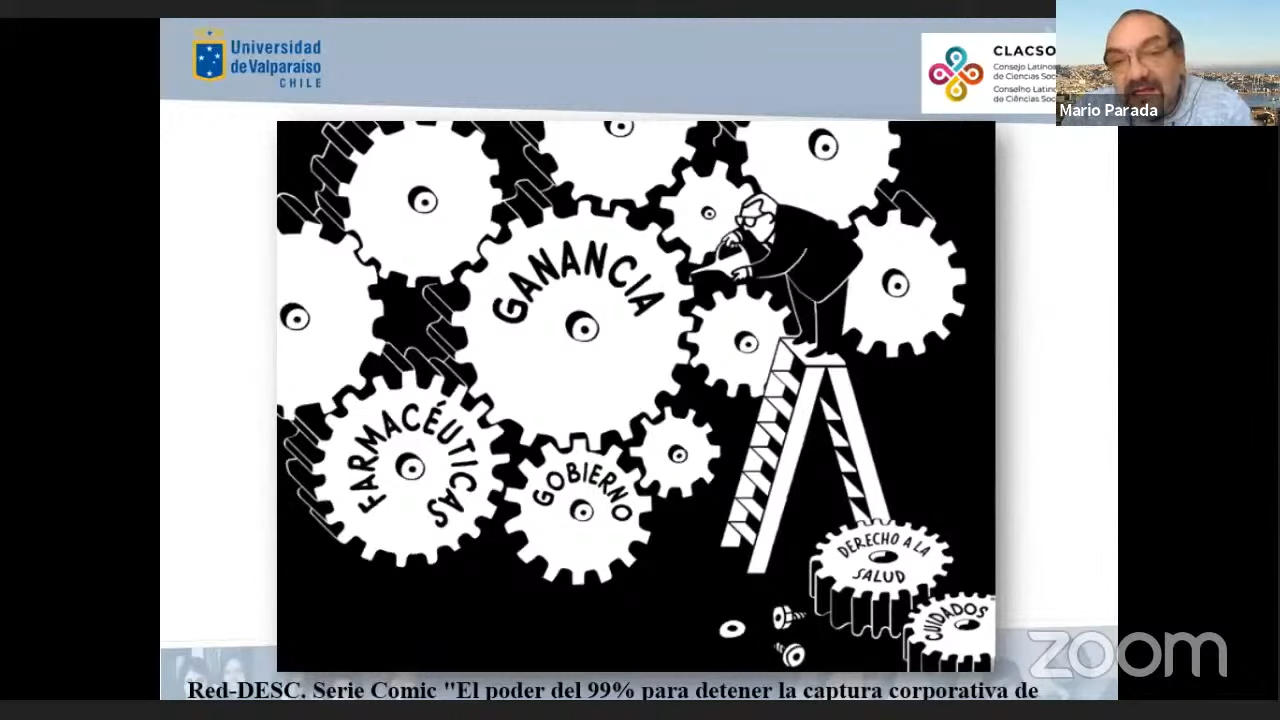 Universidad
de Valparaíso
CHILE
CLACSO
Consejo Latino
de Ciencias Soc
Conselho Latino
de Ciências Soc
Mario Parada
GANANCIA
FARMACÉUTICAS
GOBIERNO
DERECHO A LA
SALUD
CUIDADOS
zoom
Red-DESC. Serie Comic "El poder del 99% para detener la captura corporativa de